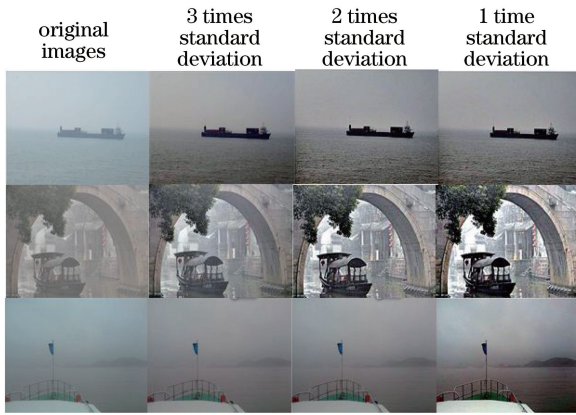 original
images
3 times
standard
deviation
2 times
standard
deviation
1 time
standard
deviation